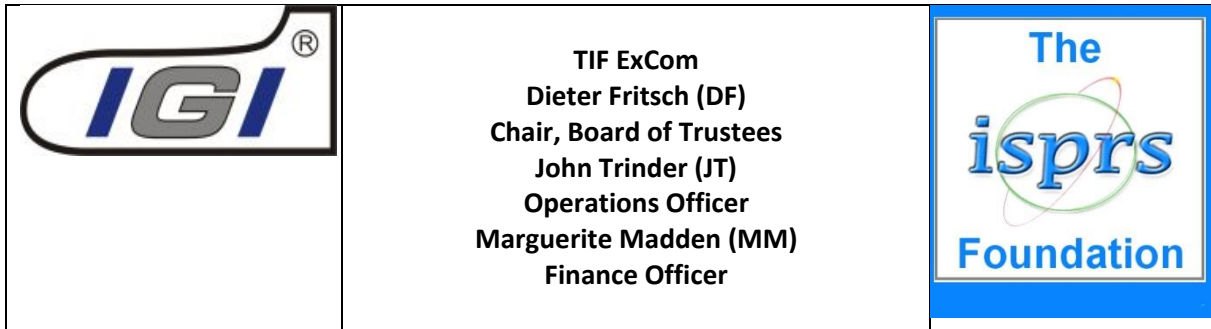 IGI ®
TIF ExCom
Dieter Fritsch (DF)
Chair, Board of Trustees
John Trinder (JT)
Operations Officer
Marguerite Madden (MM)
Finance Officer
The
isprs
Foundation